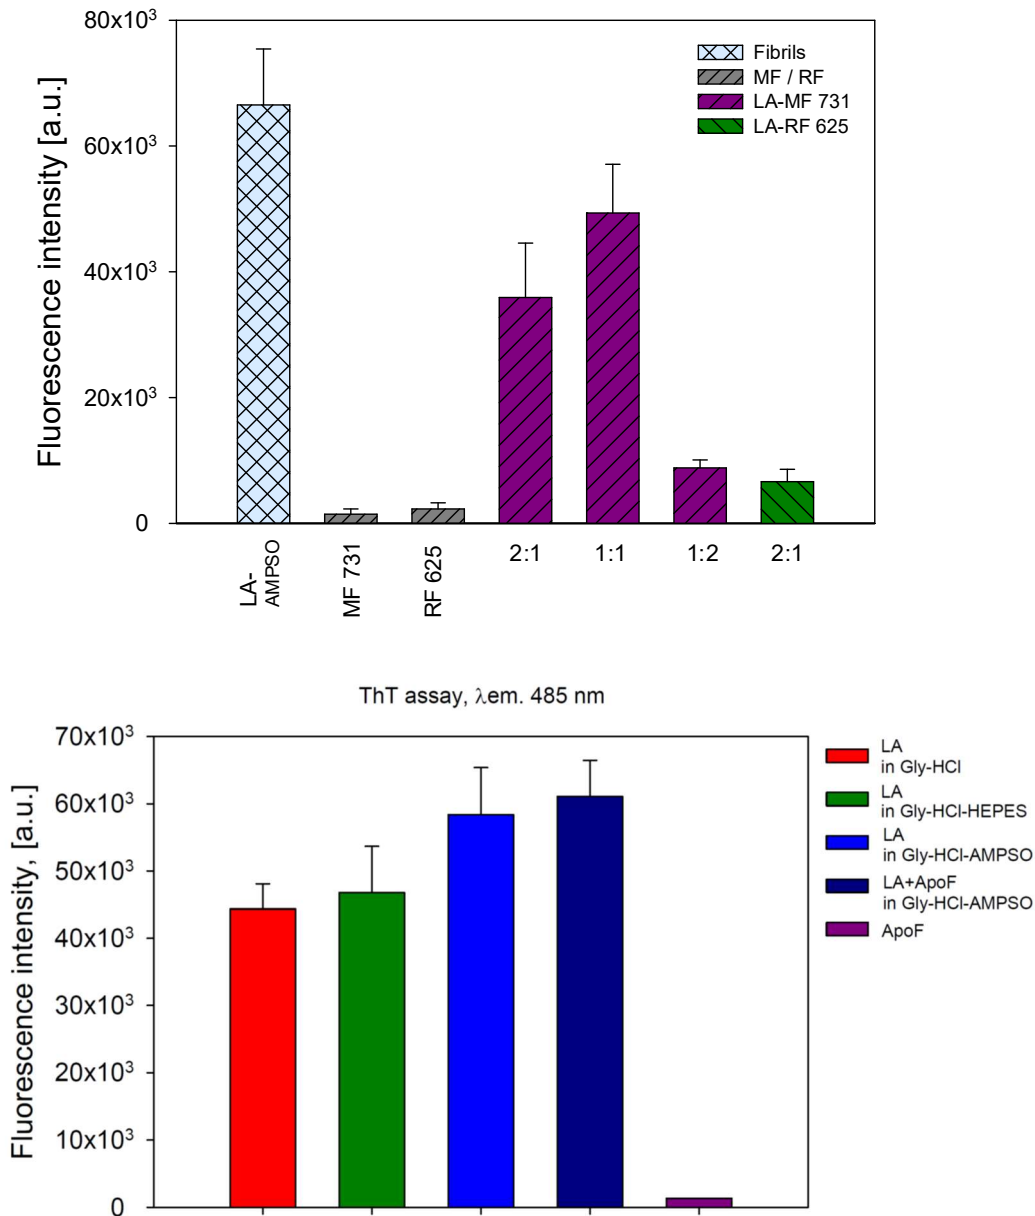 80x10³
60x10³
40x10³
20x10³
0
Fluorescence intensity [a.u.]
Fibrils
MF / RF
LA-MF 731
LA-RF 625
LA-
AMPSO
MF 731
RF 625
2:1
1:1
1:2
2:1
ThT assay, λem. 485 nm
70x10³
60x10³
50x10³
40x10³
30x10³
20x10³
10x10³
0
Fluorescence intensity, [a.u.]
LA
in Gly-HCl
LA
in Gly-HCl-HEPES
LA
in Gly-HCl-AMPSO
LA+ApoF
in Gly-HCl-AMPSO
ApoF